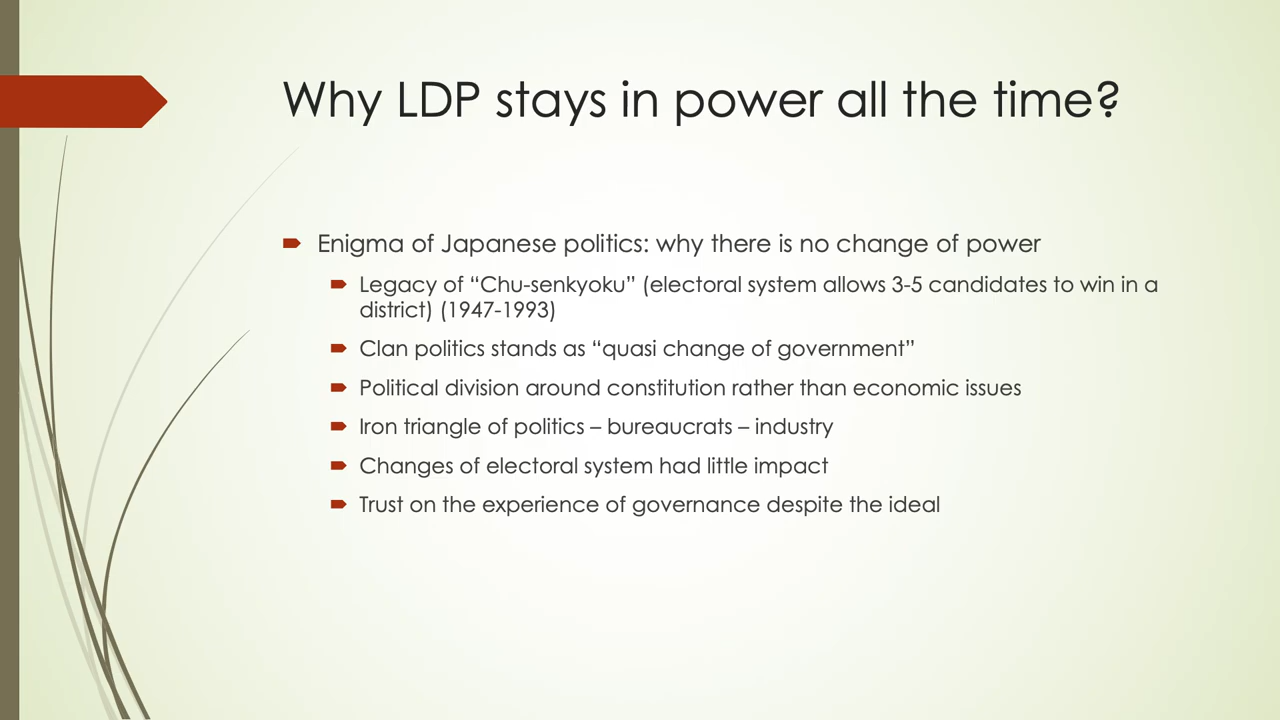 Why LDP stays in power all the time?
Enigma of Japanese politics: why there is no change of power
Legacy of “Chu-senkyoku” (electoral system allows 3-5 candidates to win in a
district) (1947-1993)
Clan politics stands as “quasi change of government”
Political division around constitution rather than economic issues
Iron triangle of politics – bureaucrats – industry
Changes of electoral system had little impact
Trust on the experience of governance despite the ideal